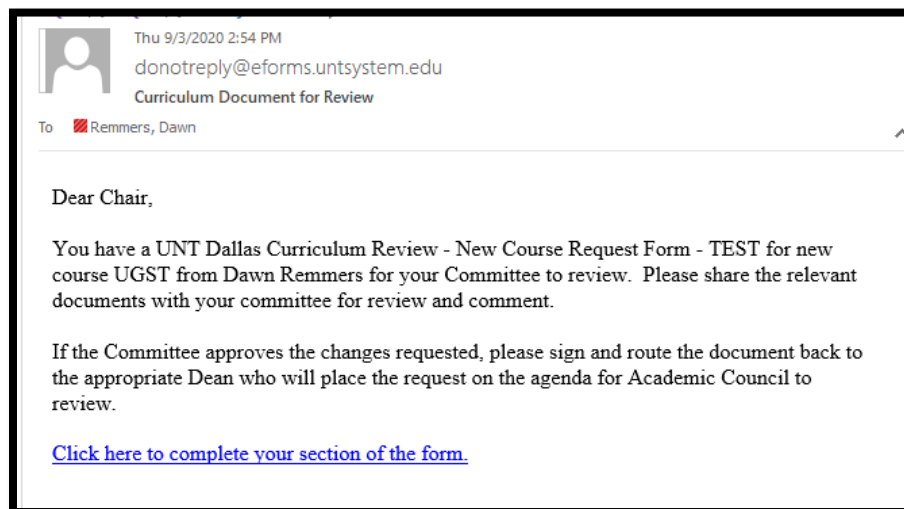 Thu 9/3/2020 2:54 PM
donotreply@eforms.untsystem.edu
Curriculum Document for Review
To Remmers, Dawn
Dear Chair,
You have a UNT Dallas Curriculum Review - New Course Request Form - TEST for new
course UGST from Dawn Remmers for your Committee to review.  Please share the relevant
documents with your committee for review and comment.
If the Committee approves the changes requested, please sign and route the document back to
the appropriate Dean who will place the request on the agenda for Academic Council to
review.
Click here to complete your section of the form.